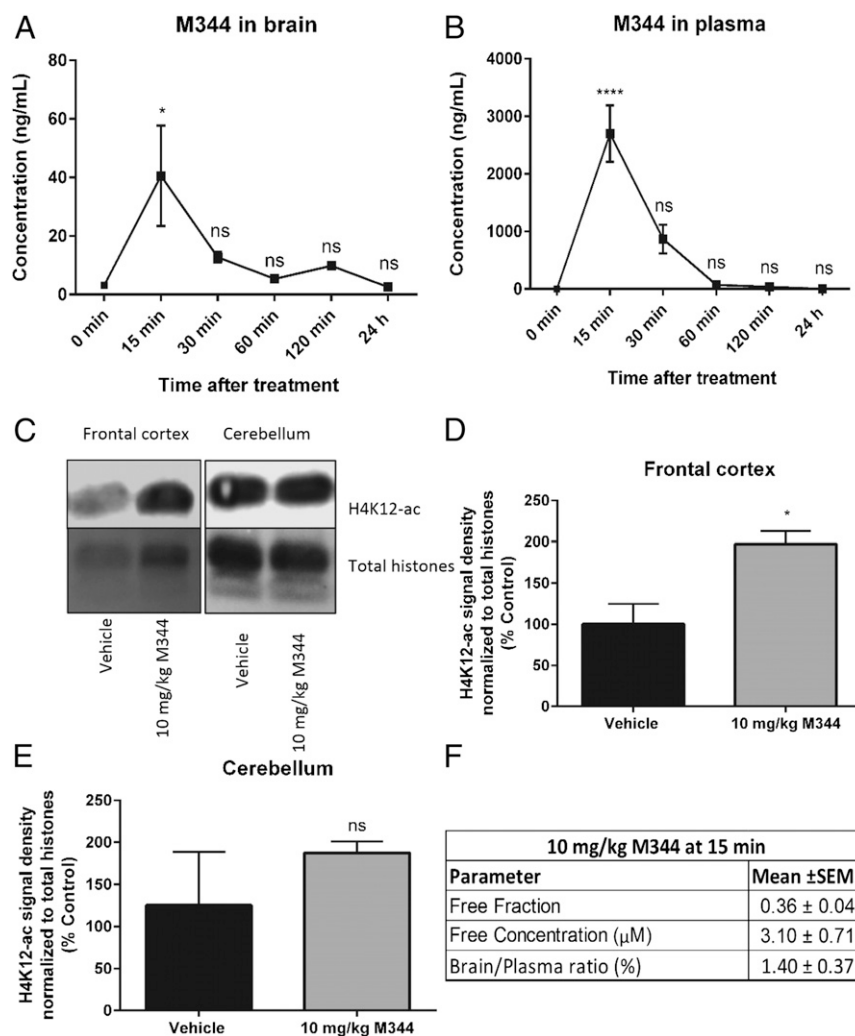 A
M344 in brain
Concentration (ng/mL)
80
60
40
20
0
*
ns
ns
ns
ns
0 min
15 min
30 min
60 min
120 min
24 h
Time after treatment
B
M344 in plasma
Concentration (ng/mL)
4000
3000
2000
1000
0
****
ns
ns
ns
ns
0 min
15 min
30 min
60 min
120 min
24 h
Time after treatment
C
Frontal cortex
Cerebellum
H4K12-ac
Total histones
Vehicle
10 mg/kg M344
Vehicle
10 mg/kg M344
D
Frontal cortex
H4K12-ac signal density
normalized to total histones
(% Control)
250
200
150
100
50
0
*
Vehicle
10 mg/kg M344
E
Cerebellum
H4K12-ac signal density
normalized to total histones
(% Control)
250
200
150
100
50
0
ns
Vehicle
10 mg/kg M344
F
10 mg/kg M344 at 15 min
Parameter Mean ±SEM
Free Fraction 0.36 ± 0.04
Free Concentration (μM) 3.10 ± 0.71
Brain/Plasma ratio (%) 1.40 ± 0.37